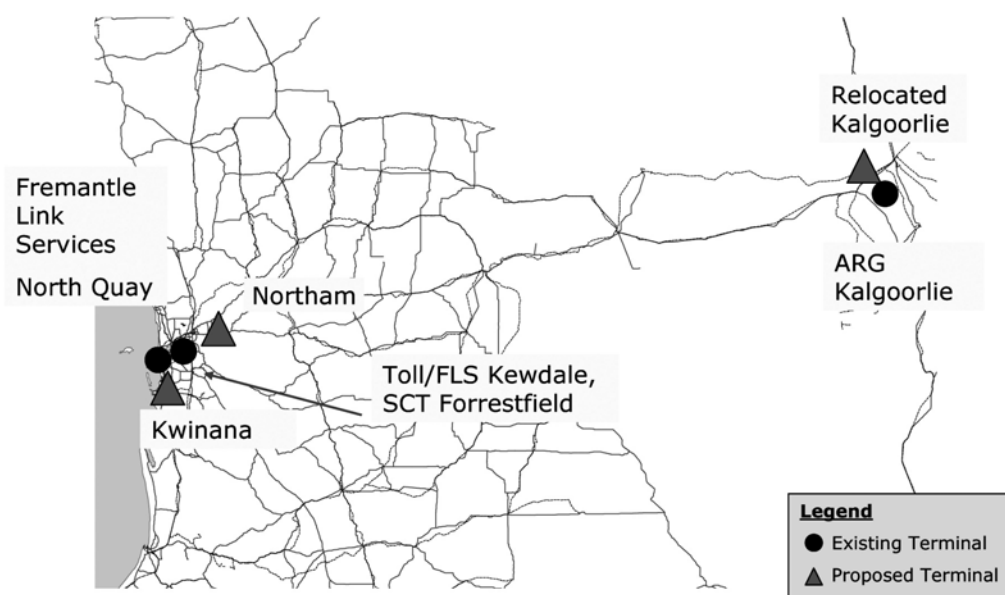 Relocated
Kalgoorlie
Fremantle
Link
Services
North Quay
Northam
ARG
Kalgoorlie
Toll/FLS Kewdale,
SCT Forrestfield
Kwinana
Legend
Existing Terminal
Proposed Terminal